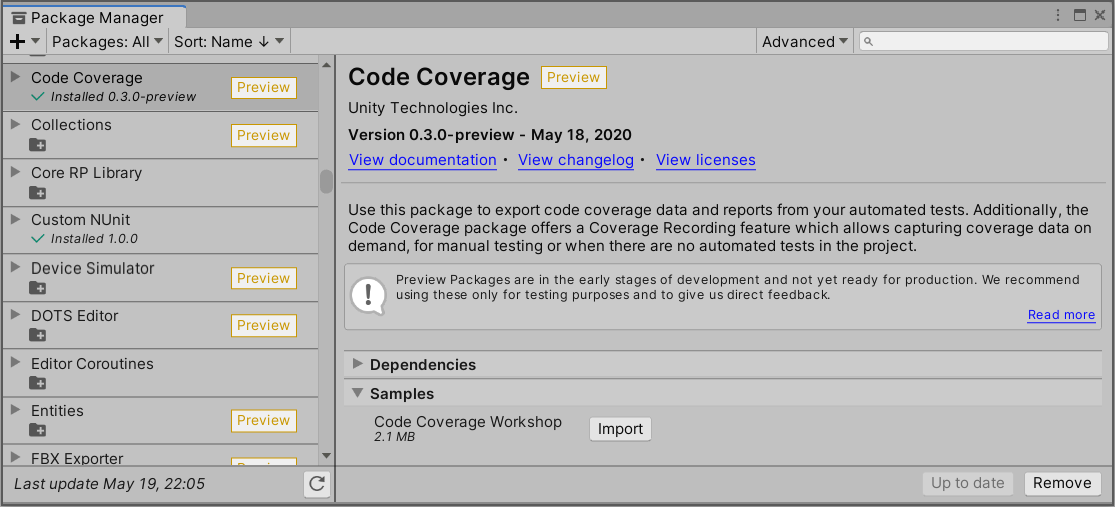 Package Manager
Packages: All
Sort: Name ↓
Advanced
Code Coverage
Preview
Installed 0.3.0-preview
Collections
Preview
Core RP Library
Custom NUnit
Installed 1.0.0
Device Simulator
Preview
DOTS Editor
Preview
Editor Coroutines
Entities
Preview
FBX Exporter
Preview
Last update May 19, 22:05
Code Coverage
Preview
Unity Technologies Inc.
Version 0.3.0-preview - May 18, 2020
View documentation • View changelog • View licenses
Use this package to export code coverage data and reports from your automated tests. Additionally, the
Code Coverage package offers a Coverage Recording feature which allows capturing coverage data on
demand, for manual testing or when there are no automated tests in the project.
Preview Packages are in the early stages of development and not yet ready for production. We recommend
using these only for testing purposes and to give us direct feedback.
Read more
Dependencies
Samples
Code Coverage Workshop
2.1 MB
Import
Up to date
Remove